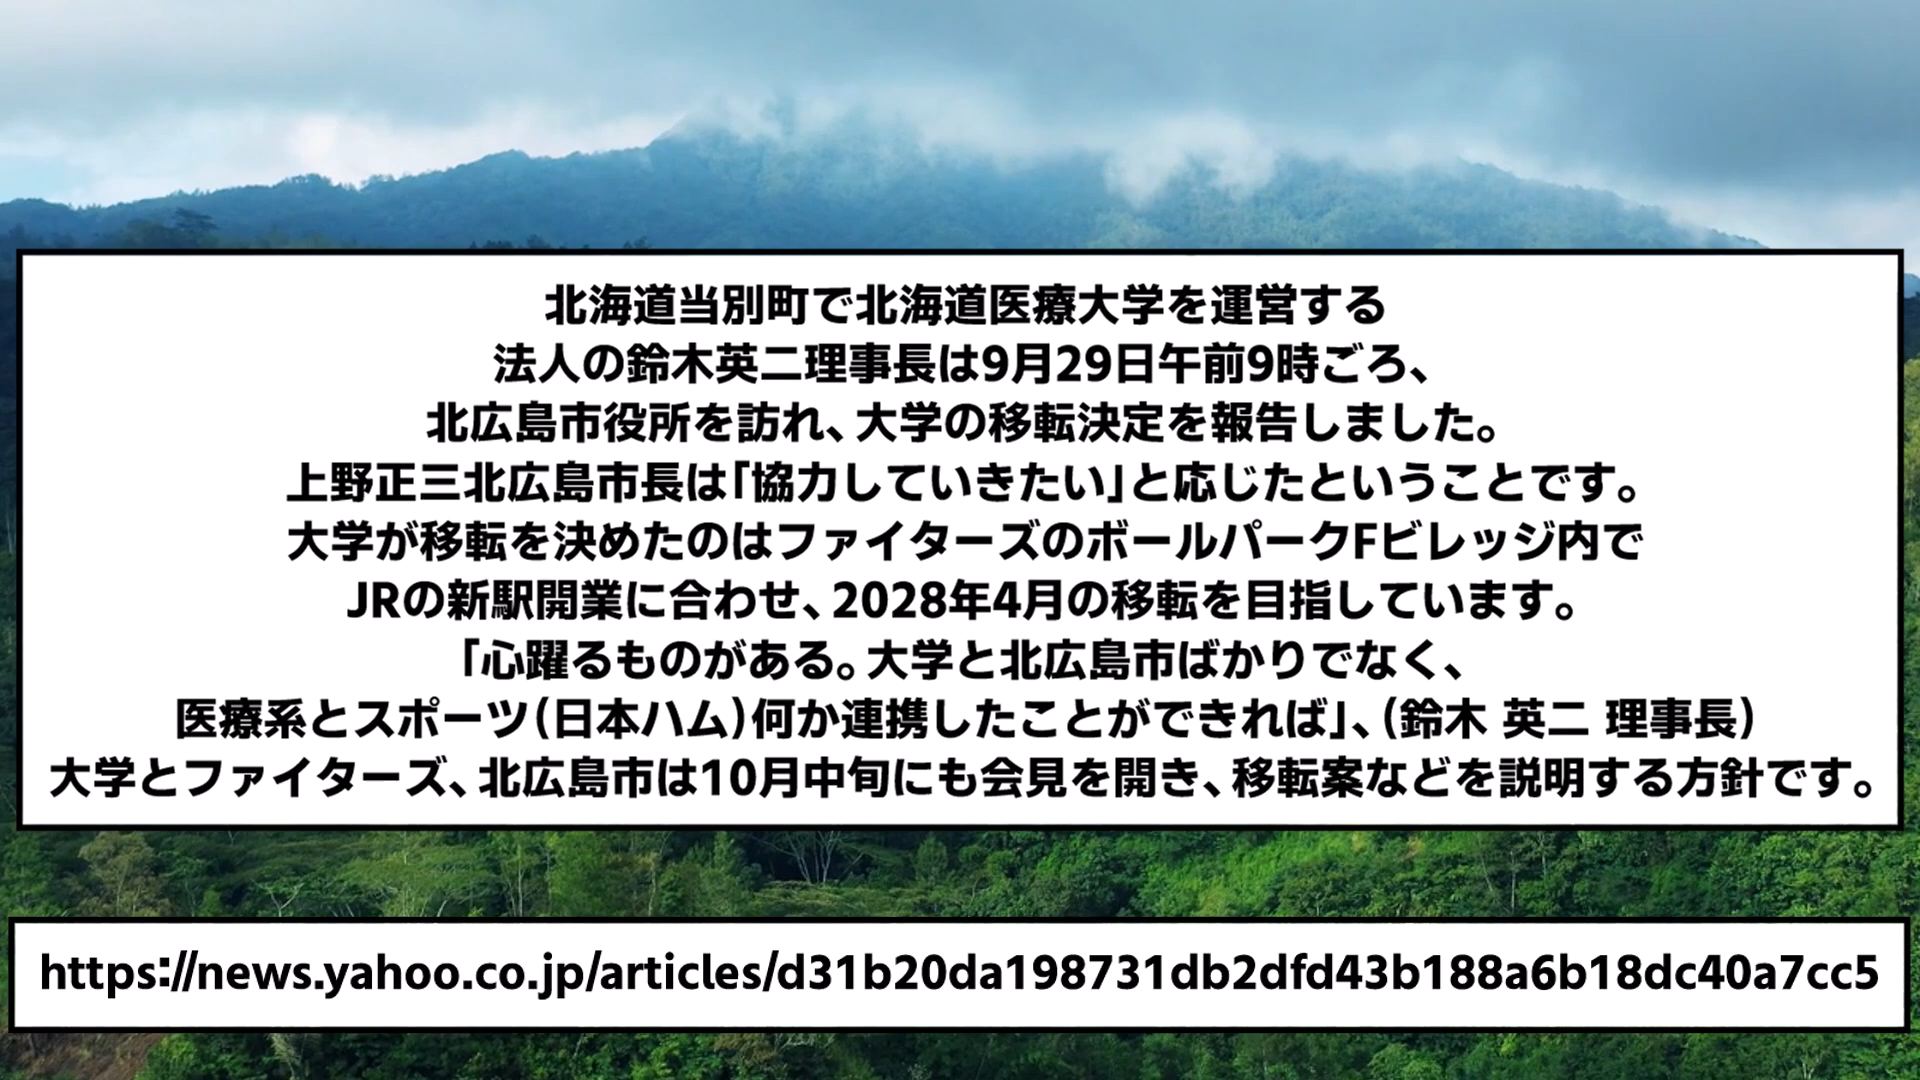 北海道当別町で北海道医療大学を運営する
法人の鈴木英二理事長は9月29日午前9時ごろ、
北広島市役所を訪れ、大学の移転決定を報告しました。
上野正三北広島市長は「協力していきたい」と応じたということです。
大学が移転を決めたのはファイターズのボールパークFビレッジ内で
JRの新駅開業に合わせ、2028年4月の移転を目指しています。
「心躍るものがある。大学と北広島市ばかりでなく、
医療系とスポーツ(日本ハム)何か連携したことができれば」、(鈴木 英二 理事長)
大学とファイターズ、北広島市は10月中旬にも会見を開き、移転案などを説明する方針です。
https://news.yahoo.co.jp/articles/d31b20da198731db2dfd43b188a6b18dc40a7cc5